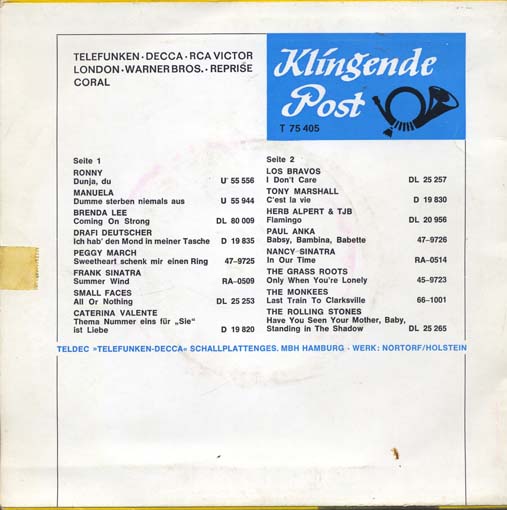 TELEFUNKEN · DECCA · RCA VICTOR
LONDON · WARNER BROS. · REPRISE
CORAL
Klingende
Post
T 75 405
Seite 1
RONNY
Dunja, du U 55 556
MANUELA
Dumme sterben niemals aus U 55 944
BRENDA LEE
Coming On Strong DL 80 009
DRAFI DEUTSCHER
Ich hab' den Mond in meiner Tasche D 19 835
PEGGY MARCH
Sweetheart schenk mir einen Ring 47–9725
FRANK SINATRA
Summer Wind RA–0509
SMALL FACES
All Or Nothing DL 25 253
CATERINA VALENTE
Thema Nummer eins für „Sie"
ist Liebe D 19 820
Seite 2
LOS BRAVOS
I Don't Care DL 25 257
TONY MARSHALL
C'est la vie D 19 830
HERB ALPERT & TJB
Flamingo DL 20 956
PAUL ANKA
Babsy, Bambina, Babette 47–9726
NANCY SINATRA
In Our Time RA–0514
THE GRASS ROOTS
Only When You're Lonely 45–9723
THE MONKEES
Last Train To Clarksville 66–1001
THE ROLLING STONES
Have You Seen Your Mother, Baby,
Standing in The Shadow DL 25 265
TELDEC »TELEFUNKEN-DECCA« SCHALLPLATTENGES. MBH HAMBURG · WERK: NORTORF/HOLSTEIN